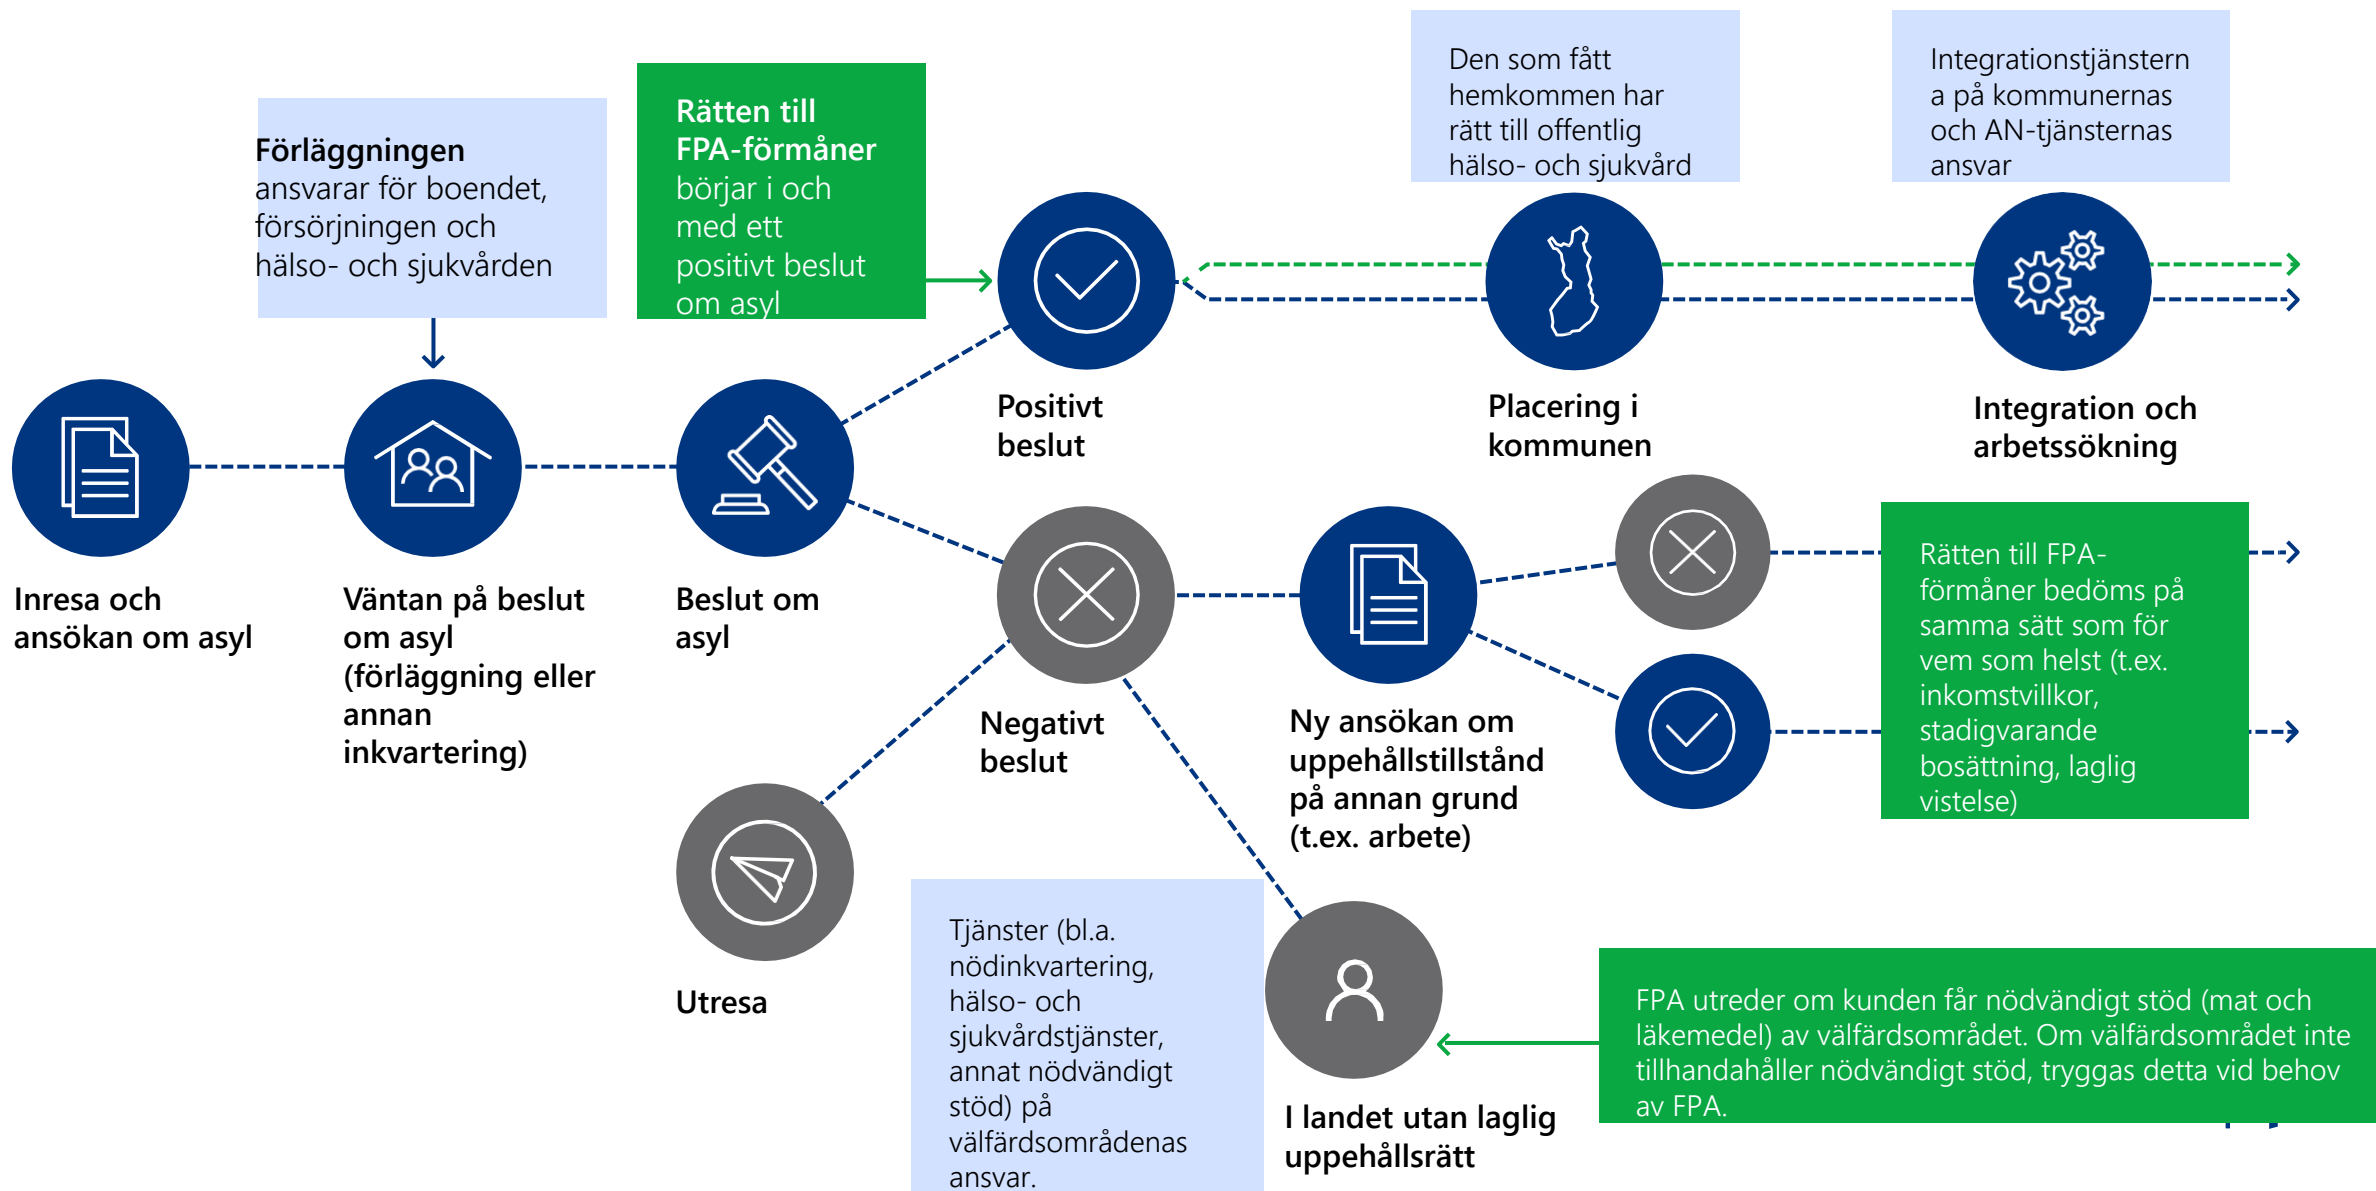 Förläggningen
ansvarar för boendet,
försörjningen och
hälso- och sjukvården
Rätten till
FPA-förmåner
börjar i och
med ett
positivt beslut
om asyl
Den som fått
hemkommen har
rätt till offentlig
hälso- och sjukvård
Integrationstjänstern
a på kommunernas
och AN-tjänsternas
ansvar
Positivt
beslut
Placering i
kommunen
Integration och
arbetssökning
Inresa och
ansökan om asyl
Väntan på beslut
om asyl
(förläggning eller
annan
inkvartering)
Beslut om
asyl
Negativt
beslut
Ny ansökan om
uppehållstillstånd
på annan grund
(t.ex. arbete)
Rätten till FPA-
förmåner bedöms på
samma sätt som för
vem som helst (t.ex.
inkomstvillkor,
stadigvarande
bosättning, laglig
vistelse)
Utresa
Tjänster (bl.a.
nödinkvartering,
hälso- och
sjukvårdstjänster,
annat nödvändigt
stöd) på
välfärdsområdenas
ansvar.
I landet utan laglig
uppehållsrätt
FPA utreder om kunden får nödvändigt stöd (mat och
läkemedel) av välfärdsområdet. Om välfärdsområdet inte
tillhandahåller nödvändigt stöd, tryggas detta vid behov
av FPA.